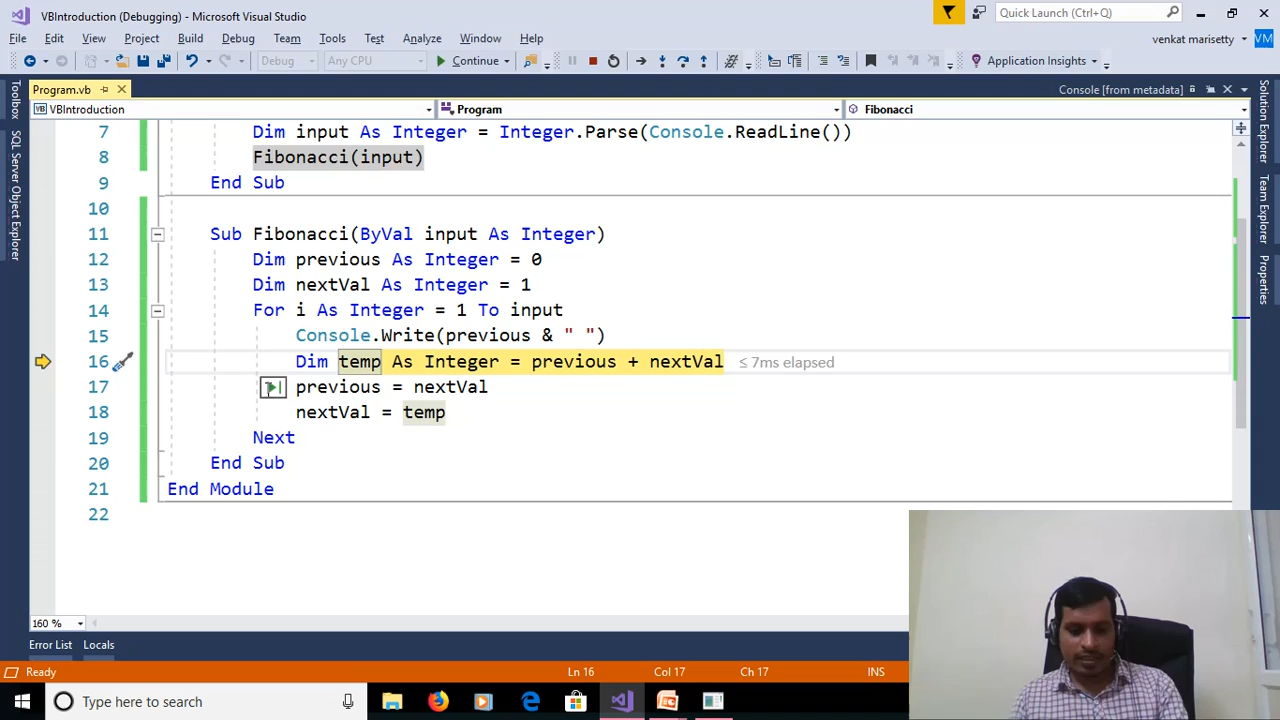 VBIntroduction (Debugging) - Microsoft Visual Studio
Quick Launch (Ctrl+Q)
File Edit View Project Build Debug Team Tools Test Analyze Window Help
venkat marisetty VM
Debug Any CPU Continue Application Insights
Program.vb
Console [from metadata]
VBIntroduction Program Fibonacci
7 Dim input As Integer = Integer.Parse(Console.ReadLine())
8 Fibonacci(input)
9 End Sub
10
11 Sub Fibonacci(ByVal input As Integer)
12 Dim previous As Integer = 0
13 Dim nextVal As Integer = 1
14 For i As Integer = 1 To input
15 Console.Write(previous & " ")
16 Dim temp As Integer = previous + nextVal ≤ 7ms elapsed
17 previous = nextVal
18 nextVal = temp
19 Next
20 End Sub
21 End Module
22
Toolbox
SQL Server Object Explorer
Solution Explorer
Team Explorer
Properties
160 %
Error List Locals
Ready Ln 16 Col 17 Ch 17 INS
Type here to search